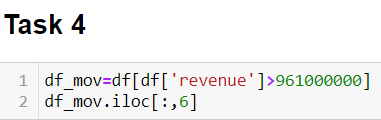 Task 4
1 df_mov=df[df['revenue']>961000000]
2 df_mov.iloc[:,6]